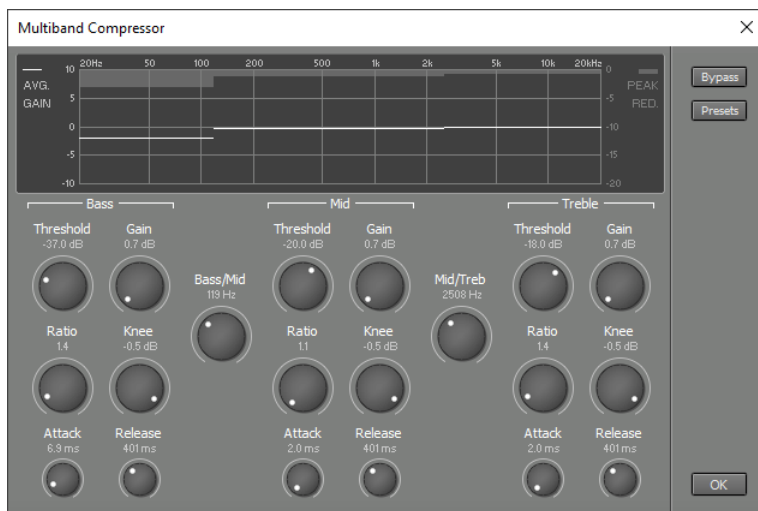 Multiband Compressor
10 20Hz 50 100 200 500 1k 2k 5k 10k 20kHz 0
AVG. PEAK
GAIN 5 -5 RED.
0 -10
-5 -15
-10 -20
Bypass
Presets
Bass Mid Treble
Threshold Gain Threshold Gain Threshold Gain
-37.0 dB 0.7 dB -20.0 dB 0.7 dB -18.0 dB 0.7 dB
Bass/Mid Mid/Treb
119 Hz 2508 Hz
Ratio Knee Ratio Knee Ratio Knee
1.4 -0.5 dB 1.1 -0.5 dB 1.4 -0.5 dB
Attack Release Attack Release Attack Release
6.9 ms 401 ms 2.0 ms 401 ms 2.0 ms 401 ms
OK